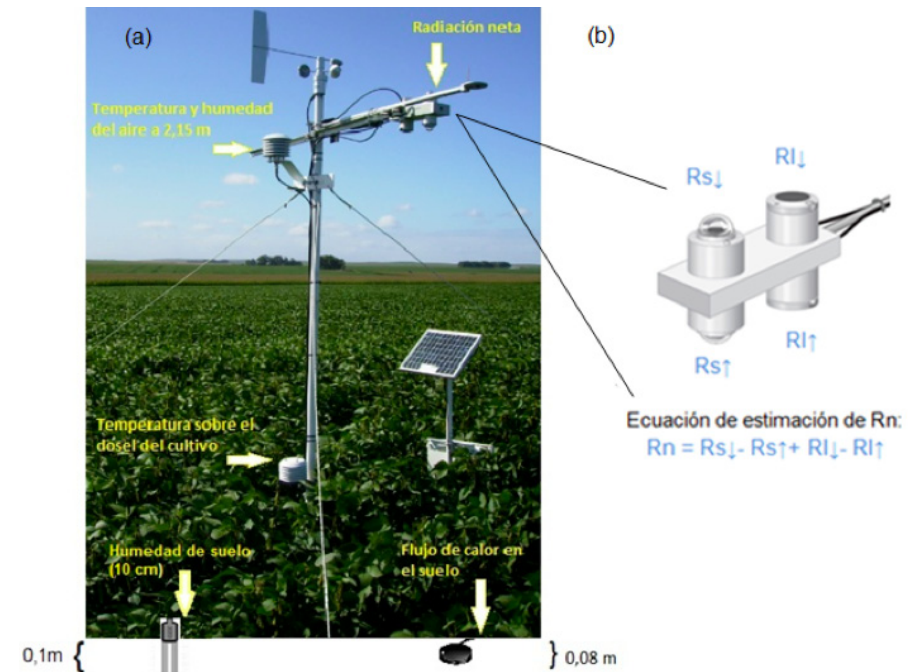 (a)
Radiación neta
(b)
Temperatura y humedad
del aire a 2,15 m
Rs↓
Rl↓
Rs↑
Rl↑
Ecuación de estimación de Rn:
Rn = Rs↓- Rs↑+ Rl↓- Rl↑
Temperatura sobre el
dosel del cultivo
Humedad de suelo
(10 cm)
Flujo de calor en
el suelo
0,1m {
} 0,08 m